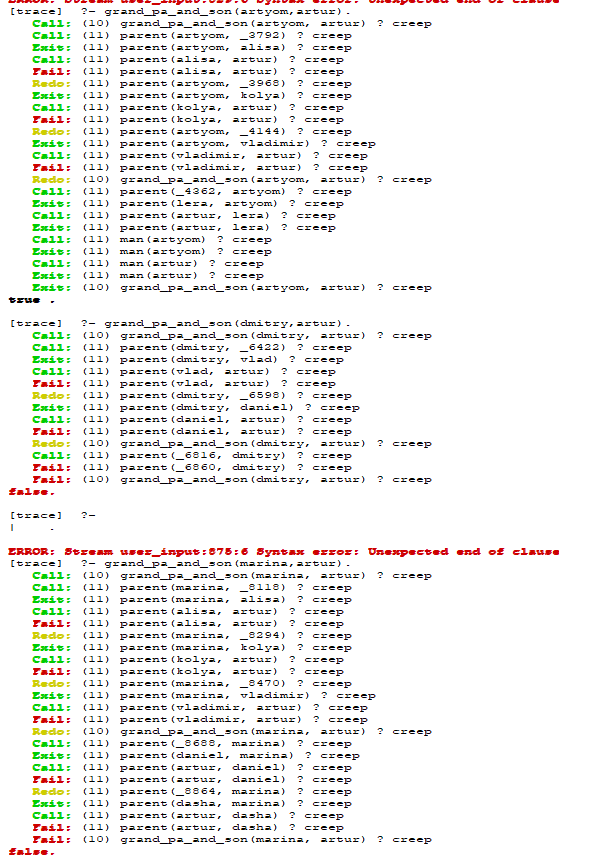 ERROR: Stream user_input:629:6 Syntax error: Unexpected end of clause
[trace]  ?- grand_pa_and_son(artyom,artur).
Call: (10) grand_pa_and_son(artyom, artur) ? creep
Call: (11) parent(artyom, _3792) ? creep
Exit: (11) parent(artyom, alisa) ? creep
Call: (11) parent(alisa, artur) ? creep
Fail: (11) parent(alisa, artur) ? creep
Redo: (11) parent(artyom, _3968) ? creep
Exit: (11) parent(artyom, kolya) ? creep
Call: (11) parent(kolya, artur) ? creep
Fail: (11) parent(kolya, artur) ? creep
Redo: (11) parent(artyom, _4144) ? creep
Exit: (11) parent(artyom, vladimir) ? creep
Call: (11) parent(vladimir, artur) ? creep
Fail: (11) parent(vladimir, artur) ? creep
Redo: (10) grand_pa_and_son(artyom, artur) ? creep
Call: (11) parent(_4362, artyom) ? creep
Exit: (11) parent(lera, artyom) ? creep
Call: (11) parent(artur, lera) ? creep
Exit: (11) parent(artur, lera) ? creep
Call: (11) man(artyom) ? creep
Exit: (11) man(artyom) ? creep
Call: (11) man(artur) ? creep
Exit: (11) man(artur) ? creep
Exit: (10) grand_pa_and_son(artyom, artur) ? creep
true .
[trace]  ?- grand_pa_and_son(dmitry,artur).
Call: (10) grand_pa_and_son(dmitry, artur) ? creep
Call: (11) parent(dmitry, _6422) ? creep
Exit: (11) parent(dmitry, vlad) ? creep
Call: (11) parent(vlad, artur) ? creep
Fail: (11) parent(vlad, artur) ? creep
Redo: (11) parent(dmitry, _6598) ? creep
Exit: (11) parent(dmitry, daniel) ? creep
Call: (11) parent(daniel, artur) ? creep
Fail: (11) parent(daniel, artur) ? creep
Redo: (10) grand_pa_and_son(dmitry, artur) ? creep
Call: (11) parent(_6816, dmitry) ? creep
Fail: (11) parent(_6860, dmitry) ? creep
Fail: (10) grand_pa_and_son(dmitry, artur) ? creep
false.
[trace]  ?-
|    .
ERROR: Stream user_input:875:6 Syntax error: Unexpected end of clause
[trace]  ?- grand_pa_and_son(marina,artur).
Call: (10) grand_pa_and_son(marina, artur) ? creep
Call: (11) parent(marina, _8118) ? creep
Exit: (11) parent(marina, alisa) ? creep
Call: (11) parent(alisa, artur) ? creep
Fail: (11) parent(alisa, artur) ? creep
Redo: (11) parent(marina, _8294) ? creep
Exit: (11) parent(marina, kolya) ? creep
Call: (11) parent(kolya, artur) ? creep
Fail: (11) parent(kolya, artur) ? creep
Redo: (11) parent(marina, _8470) ? creep
Exit: (11) parent(marina, vladimir) ? creep
Call: (11) parent(vladimir, artur) ? creep
Fail: (11) parent(vladimir, artur) ? creep
Redo: (10) grand_pa_and_son(marina, artur) ? creep
Call: (11) parent(_8688, marina) ? creep
Exit: (11) parent(daniel, marina) ? creep
Call: (11) parent(artur, daniel) ? creep
Fail: (11) parent(artur, daniel) ? creep
Redo: (11) parent(_8864, marina) ? creep
Exit: (11) parent(dasha, marina) ? creep
Call: (11) parent(artur, dasha) ? creep
Fail: (11) parent(artur, dasha) ? creep
Fail: (10) grand_pa_and_son(marina, artur) ? creep
false.